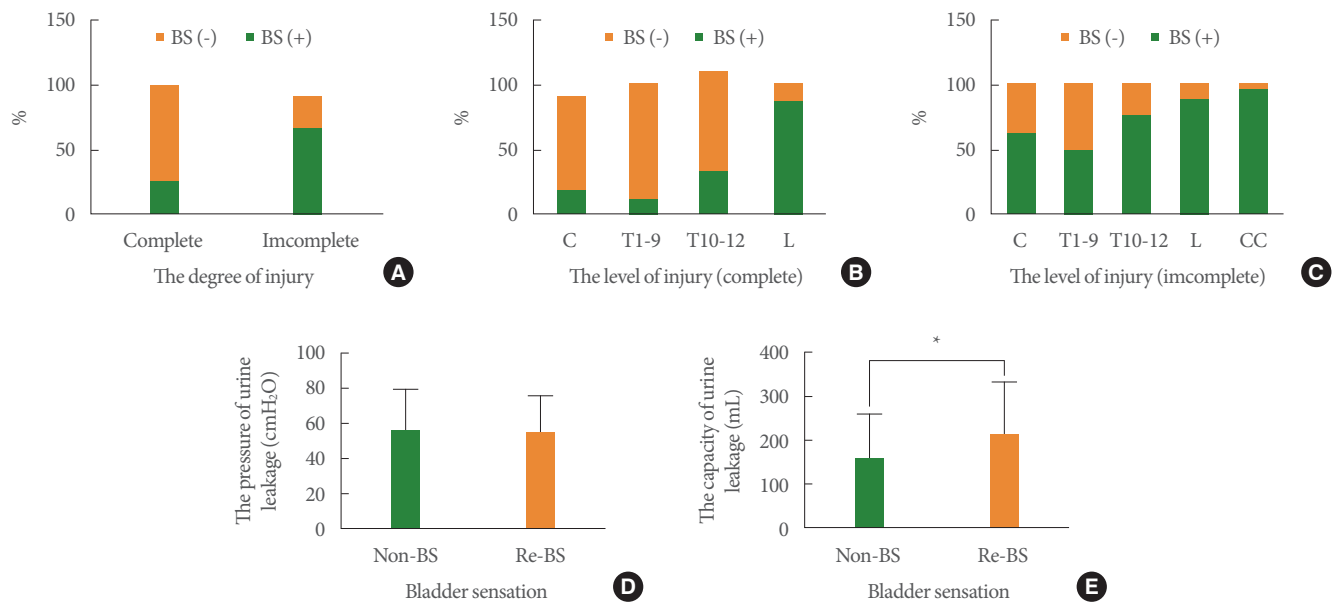 150
BS (-) BS (+)
100
%
50
0
Complete Imcomplete
The degree of injury
A
150
BS (-) BS (+)
100
%
50
0
C T1-9 T10-12 L
The level of injury (complete)
B
150
BS (-) BS (+)
100
%
50
0
C T1-9 T10-12 L CC
The level of injury (imcomplete)
C
The pressure of urine
leakage (cmH₂O)
100
80
60
40
20
0
Non-BS Re-BS
Bladder sensation
D
The capacity of urine
leakage (mL)
400
300
200
100
0
*
Non-BS Re-BS
Bladder sensation
E